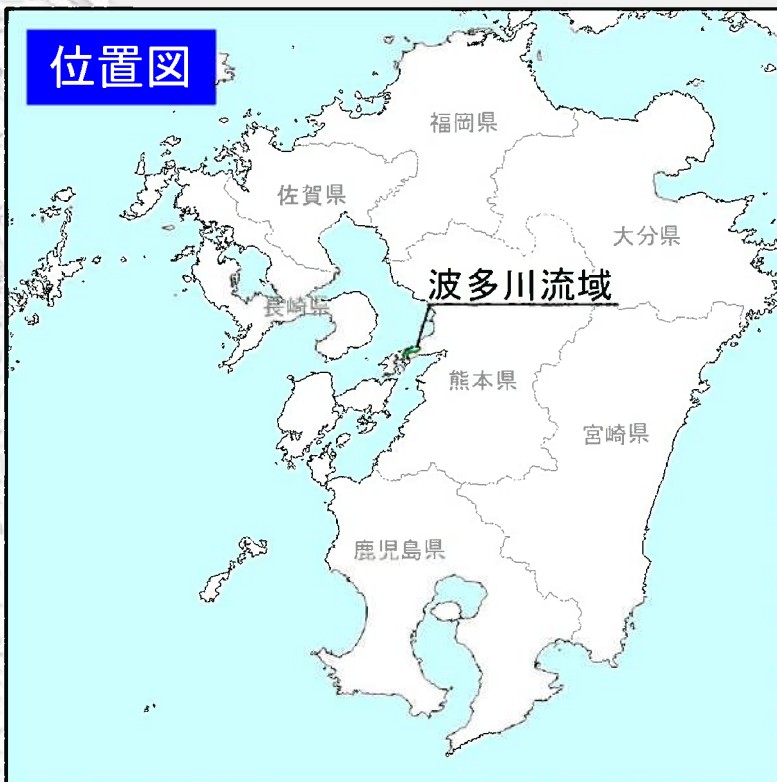 位置図
福岡県
佐賀県
大分県
波多川流域
長崎県
熊本県
宮崎県
鹿児島県